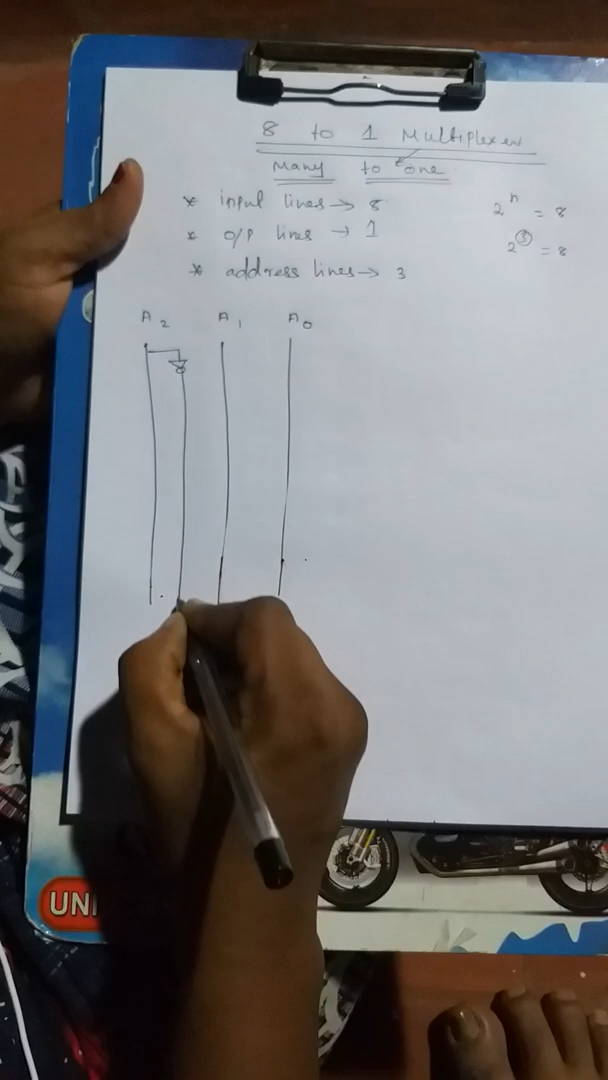 8 to 1 Multiplexer
Many to one
* input lines → 8
2ⁿ = 8
* O/P lines → 1
2③ = 8
* address lines → 3
A₂ A₁ A₀
UNI